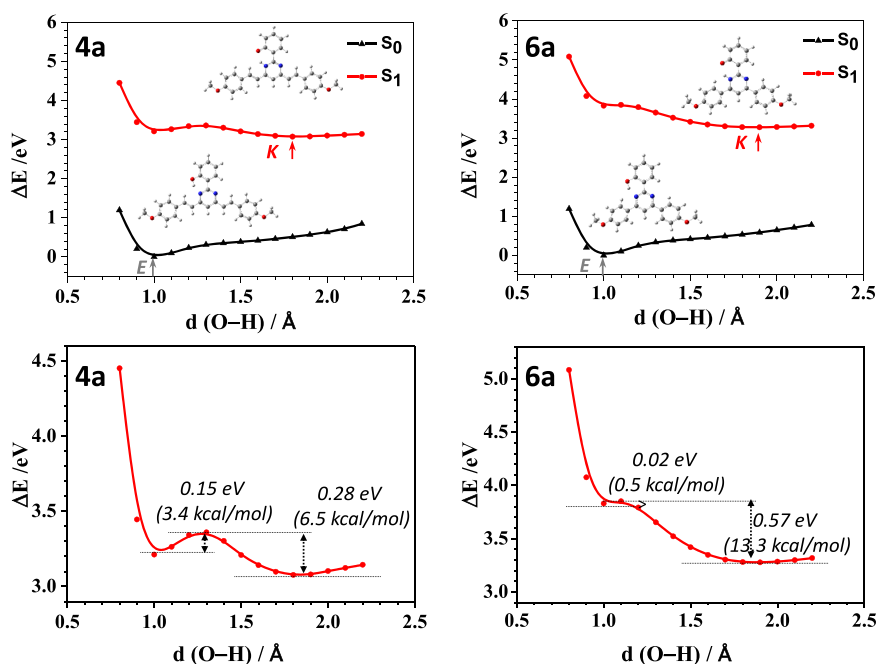 4a
S₀
S₁
6
5
4
3
2
1
0
ΔE /eV
K
E
0.5 1.0 1.5 2.0 2.5
d (O–H) / Å
6a
S₀
S₁
6
5
4
3
2
1
0
ΔE /eV
K
E
0.5 1.0 1.5 2.0 2.5
d (O–H) / Å
4a
4.5
4.0
3.5
3.0
ΔE /eV
0.15 eV
(3.4 kcal/mol)
0.28 eV
(6.5 kcal/mol)
0.5 1.0 1.5 2.0 2.5
d (O–H) / Å
6a
5.0
4.5
4.0
3.5
3.0
ΔE /eV
0.02 eV
(0.5 kcal/mol)
0.57 eV
(13.3 kcal/mol)
0.5 1.0 1.5 2.0 2.5
d (O–H) / Å